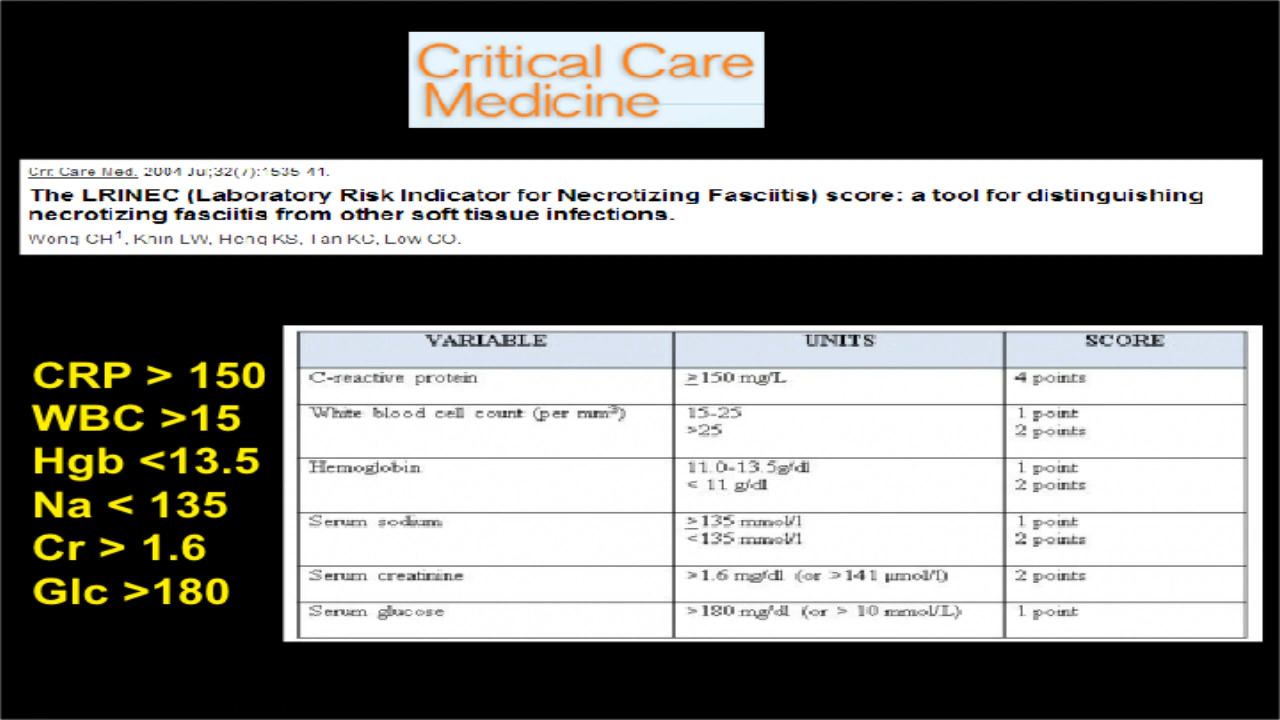 Critical Care
Medicine
Crit Care Med. 2004 Jul;32(7):1535-41.
The LRINEC (Laboratory Risk Indicator for Necrotizing Fasciitis) score: a tool for distinguishing
necrotizing fasciitis from other soft tissue infections.
Wong CH1, Khin LW, Heng KS, Tan KC, Low CO.
CRP > 150
WBC >15
Hgb <13.5
Na < 135
Cr > 1.6
Glc >180
VARIABLE UNITS SCORE
C-reactive protein ≥150 mg/L 4 points
White blood cell count (per mm³) 15-25 1 point
>25 2 points
Hemoglobin 11.0-13.5g/dl 1 point
< 11 g/dl 2 points
Serum sodium ≥135 mmol/l 1 point
<135 mmol/l 2 points
Serum creatinine >1.6 mg/dl (or >141 µmol/l) 2 points
Serum glucose >180 mg/dl (or > 10 mmol/L) 1 point